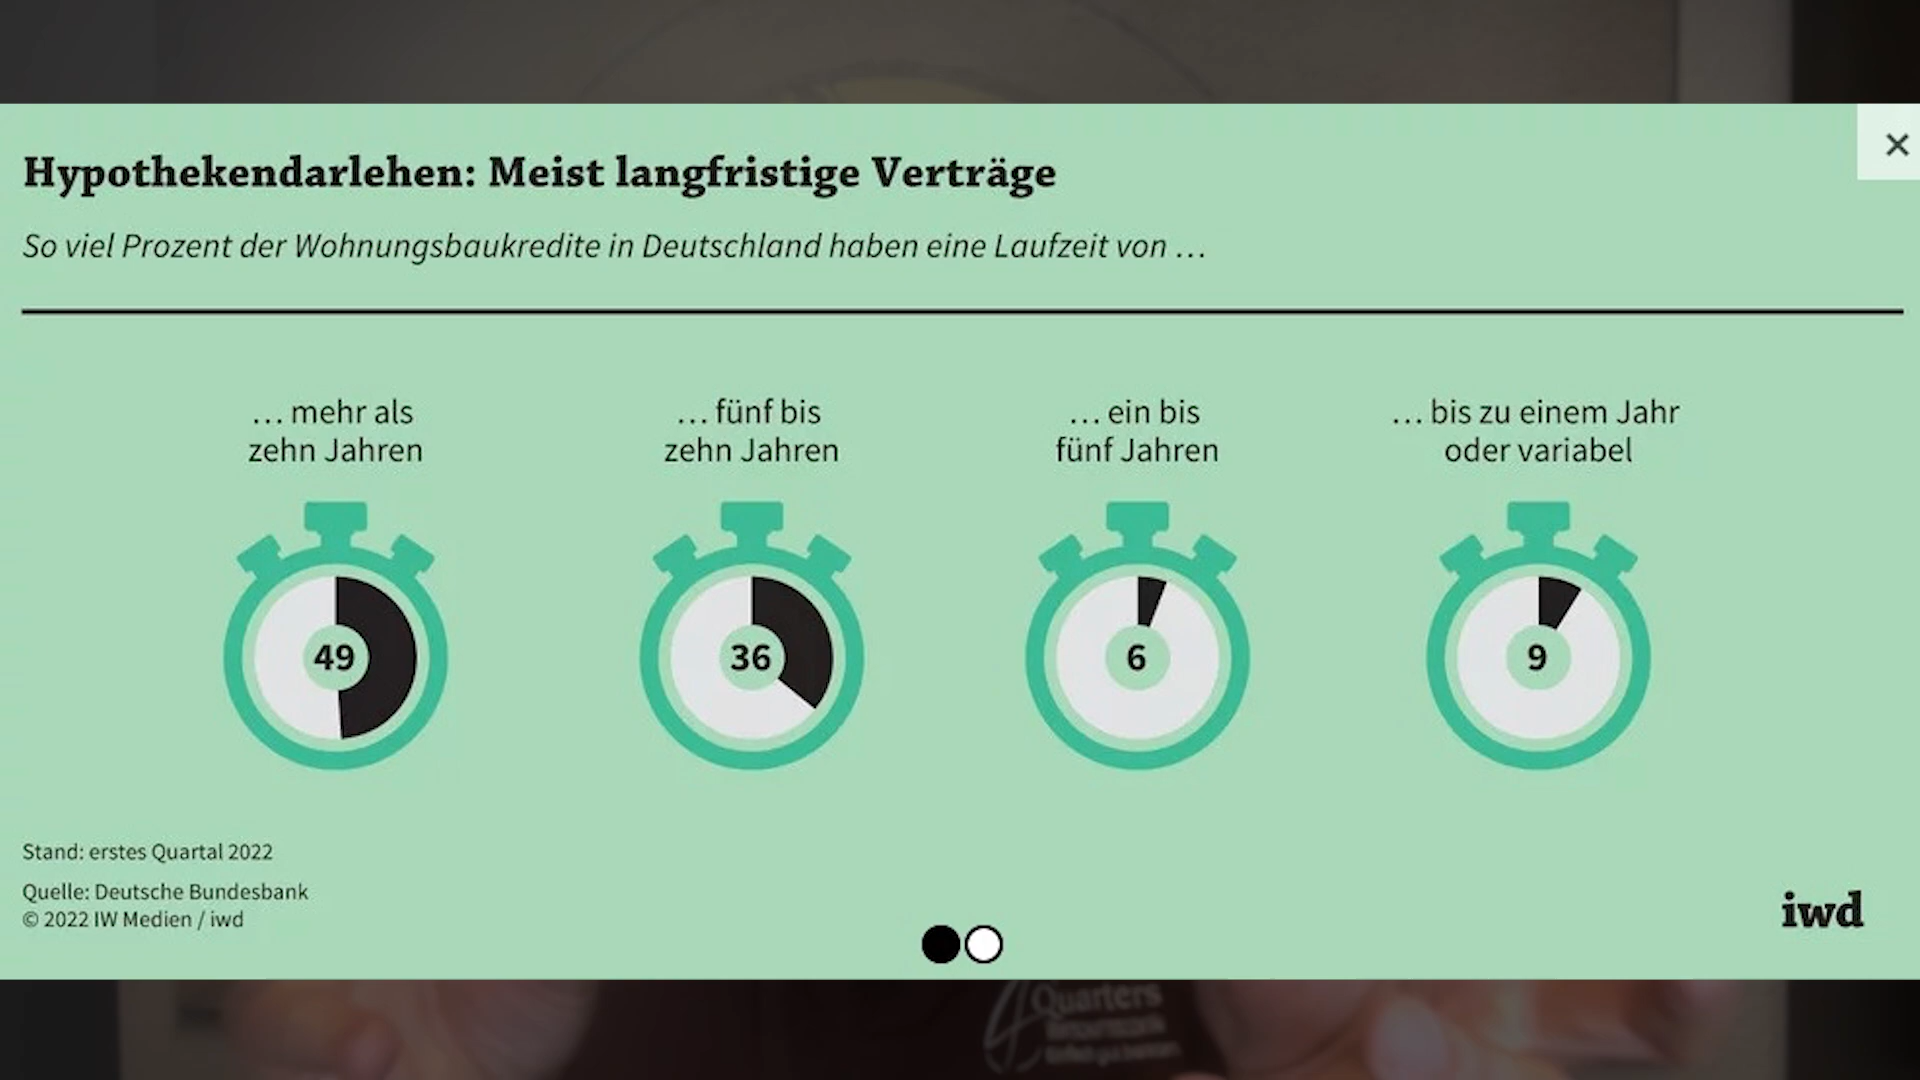 Hypothekendarlehen: Meist langfristige Verträge
So viel Prozent der Wohnungsbaukredite in Deutschland haben eine Laufzeit von …
… mehr als
zehn Jahren
49
… fünf bis
zehn Jahren
36
… ein bis
fünf Jahren
6
… bis zu einem Jahr
oder variabel
9
Stand: erstes Quartal 2022
Quelle: Deutsche Bundesbank
© 2022 IW Medien / iwd
iwd
4 Quarters